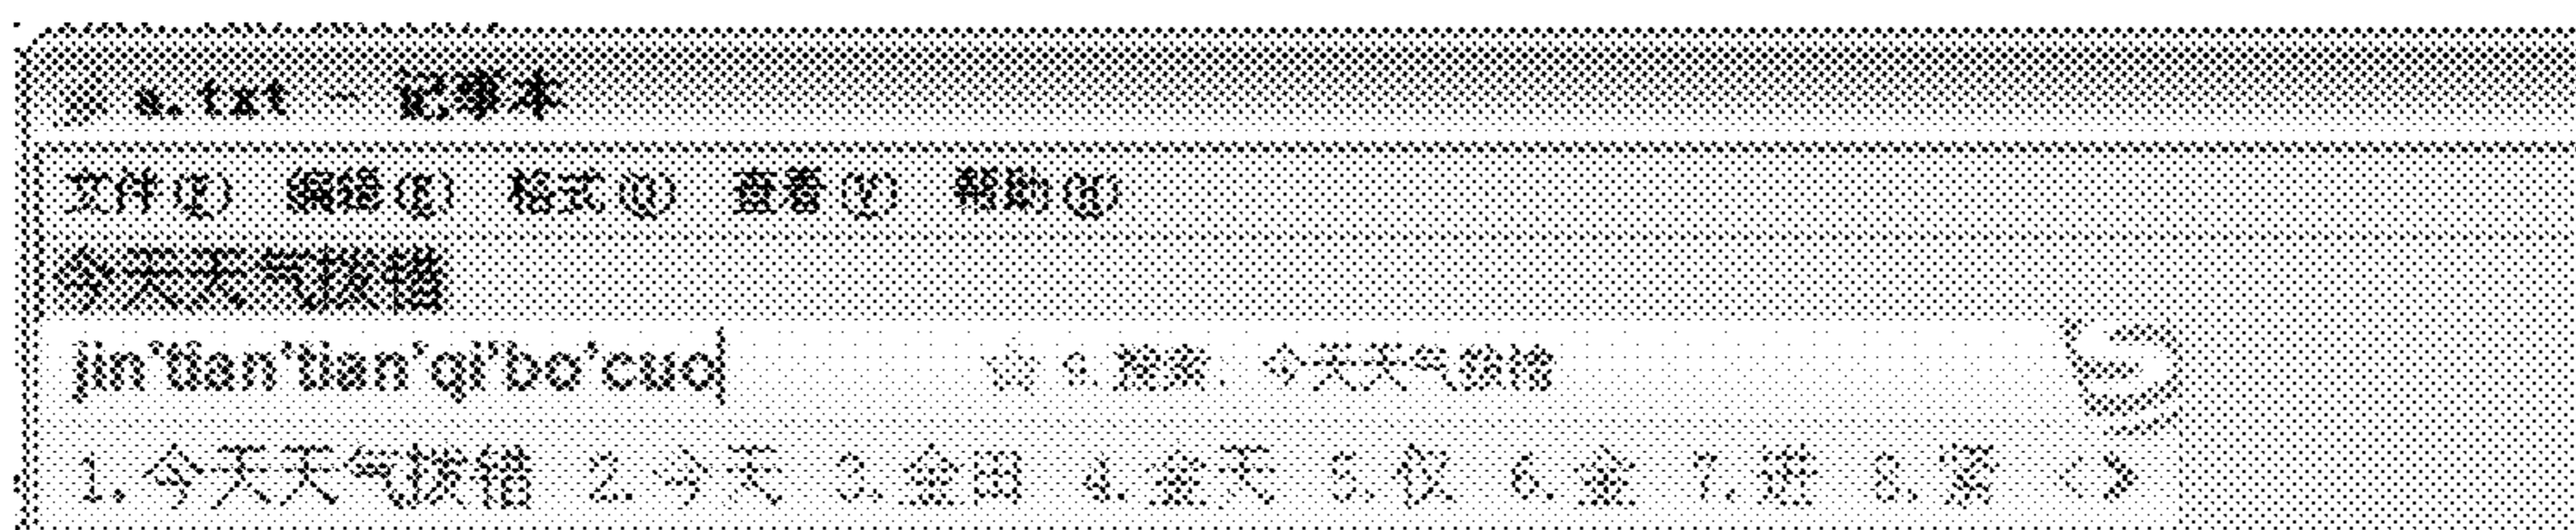 a.txt - 记事本
文件(F) 编辑(E) 格式(O) 查看(V) 帮助(H)
今天天气拨错
jin'tian'tian'qi'bo'cuo ☆ 9.搜索: 今天天气拨错
1.今天天气拨错 2.今天 3.金田 4.金天 5.仅 6.金 7.进 8.紧 < >